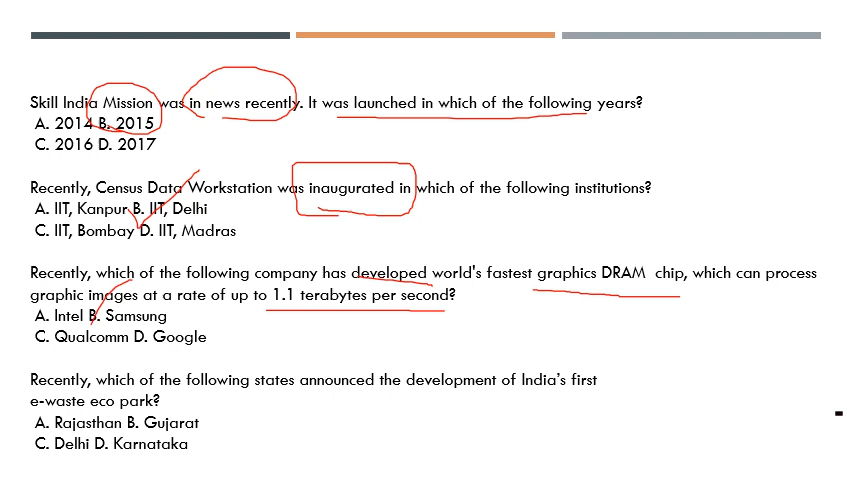 Skill India Mission was in news recently. It was launched in which of the following years?
A. 2014 B. 2015
C. 2016 D. 2017
Recently, Census Data Workstation was inaugurated in which of the following institutions?
A. IIT, Kanpur B. IIT, Delhi
C. IIT, Bombay D. IIT, Madras
Recently, which of the following company has developed world's fastest graphics DRAM chip, which can process
graphic images at a rate of up to 1.1 terabytes per second?
A. Intel B. Samsung
C. Qualcomm D. Google
Recently, which of the following states announced the development of India's first
e-waste eco park?
A. Rajasthan B. Gujarat
C. Delhi D. Karnataka